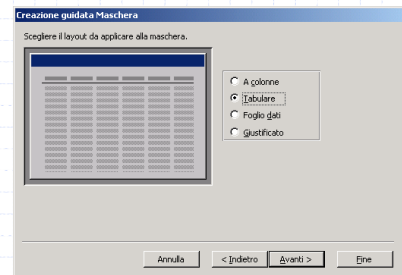 Creazione guidata Maschera
Scegliere il layout da applicare alla maschera.
A colonne
Tabulare
Foglio dati
Giustificato
Annulla
< Indietro
Avanti >
Fine